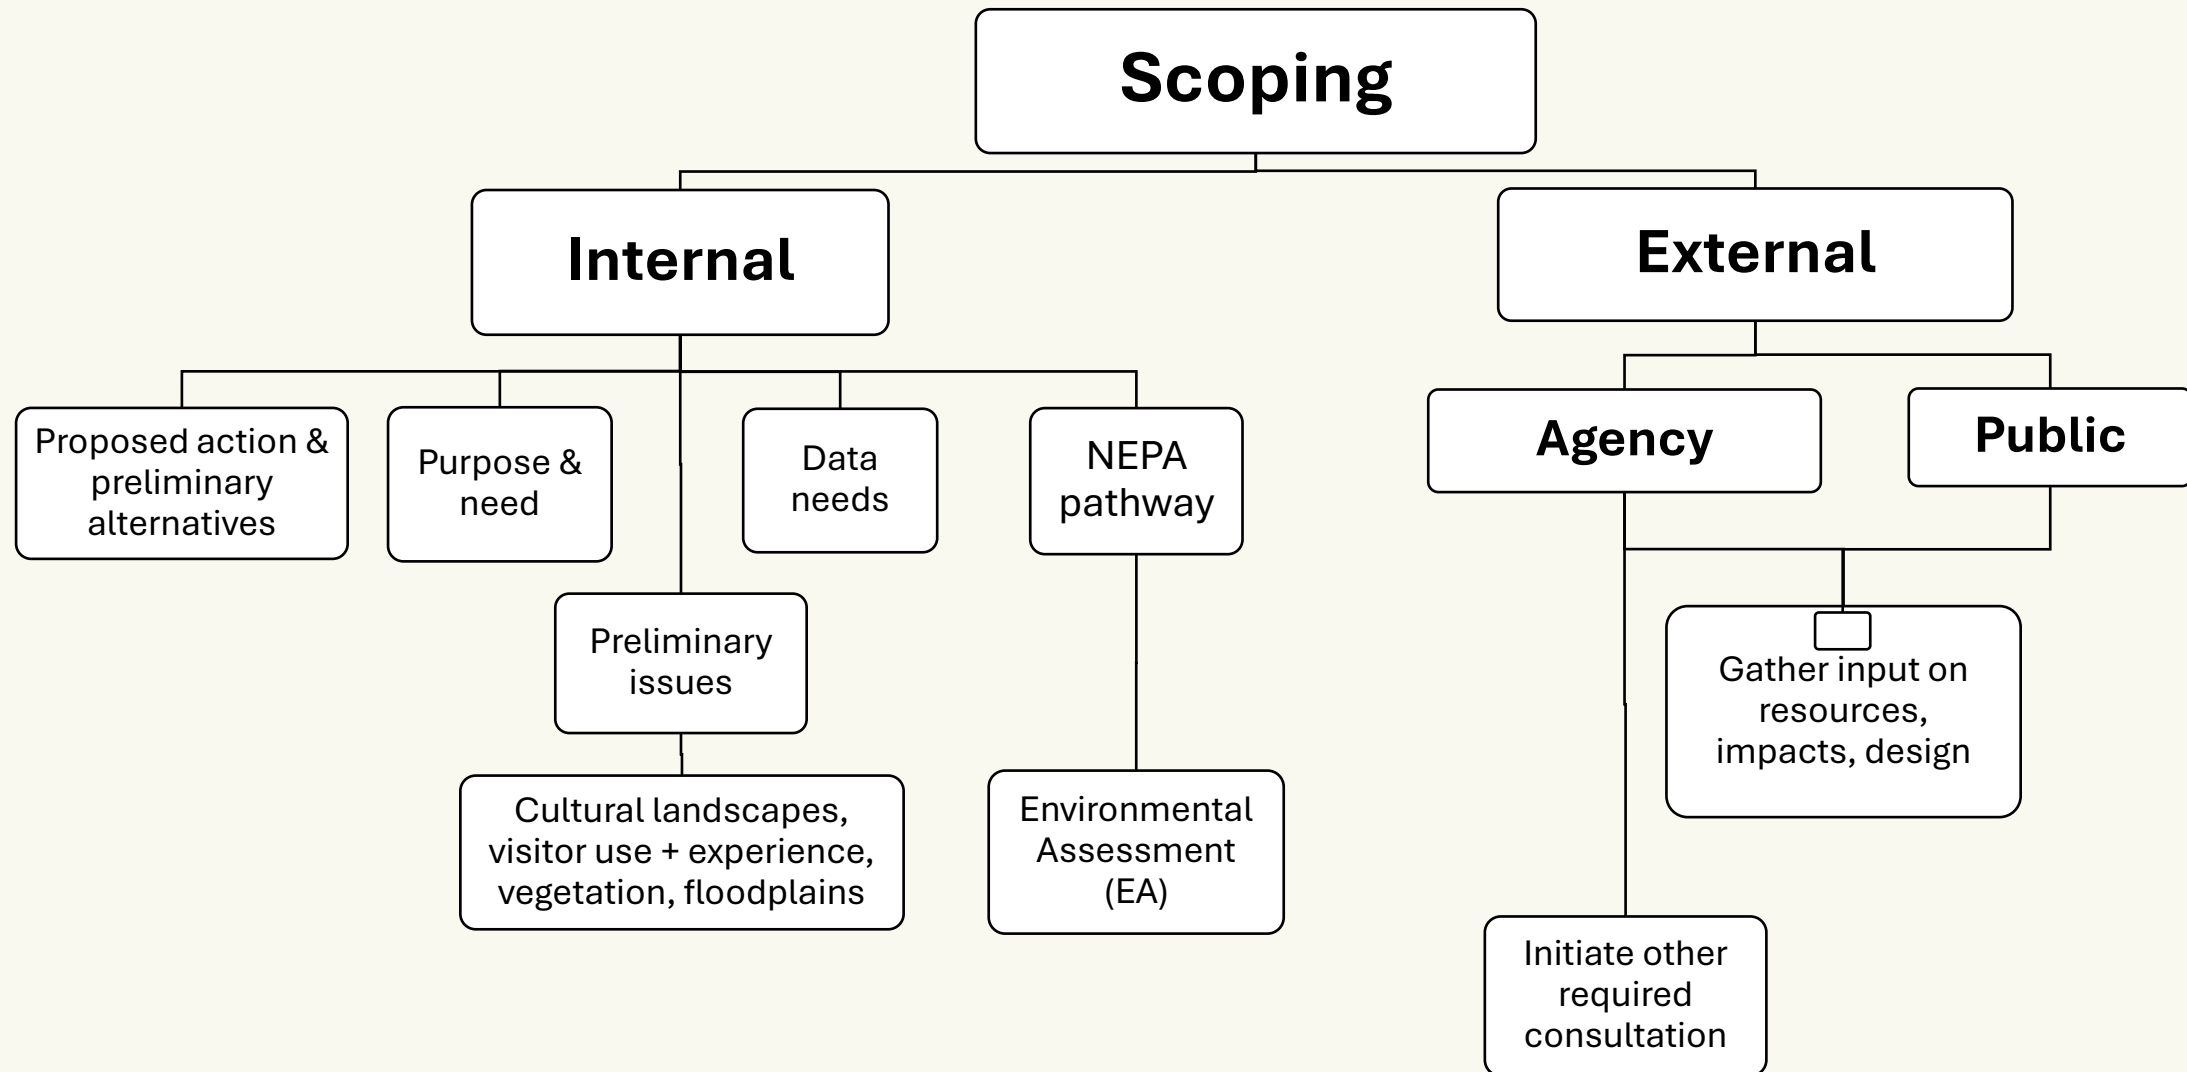 Scoping
Internal
External
Proposed action &
preliminary
alternatives
Purpose &
need
Data
needs
NEPA
pathway
Agency
Public
Preliminary
issues
Gather input on
resources,
impacts, design
Cultural landscapes,
visitor use + experience,
vegetation, floodplains
Environmental
Assessment
(EA)
Initiate other
required
consultation